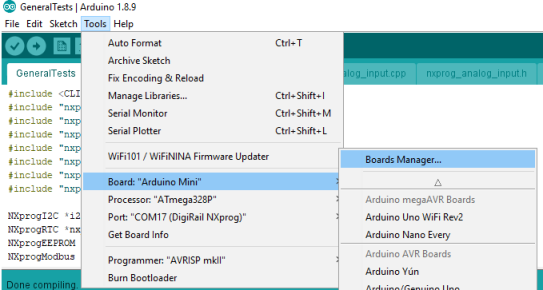 GeneralTests | Arduino 1.8.9
File Edit Sketch Tools Help
GeneralTests
alog_input.cpp
nxprog_analog_input.h
Auto Format Ctrl+T
Archive Sketch
Fix Encoding & Reload
Manage Libraries... Ctrl+Shift+I
Serial Monitor Ctrl+Shift+M
Serial Plotter Ctrl+Shift+L
WiFi101 / WiFiNINA Firmware Updater
Board: "Arduino Mini"
Processor: "ATmega328P"
Port: "COM17 (DigiRail NXprog)"
Get Board Info
Programmer: "AVRISP mkII"
Burn Bootloader
Boards Manager...
Arduino megaAVR Boards
Arduino Uno WiFi Rev2
Arduino Nano Every
Arduino AVR Boards
Arduino Yún
Arduino/Genuino Uno
#include <CLI
#include "nxp
#include "nxp
#include "nxp
#include "nxp
#include "nxp
#include "nxp
#include "nxp
NXprogI2C *i2
NXprogRTC *nx
NXprogEEPROM
NXprogModbus
Done compiling.